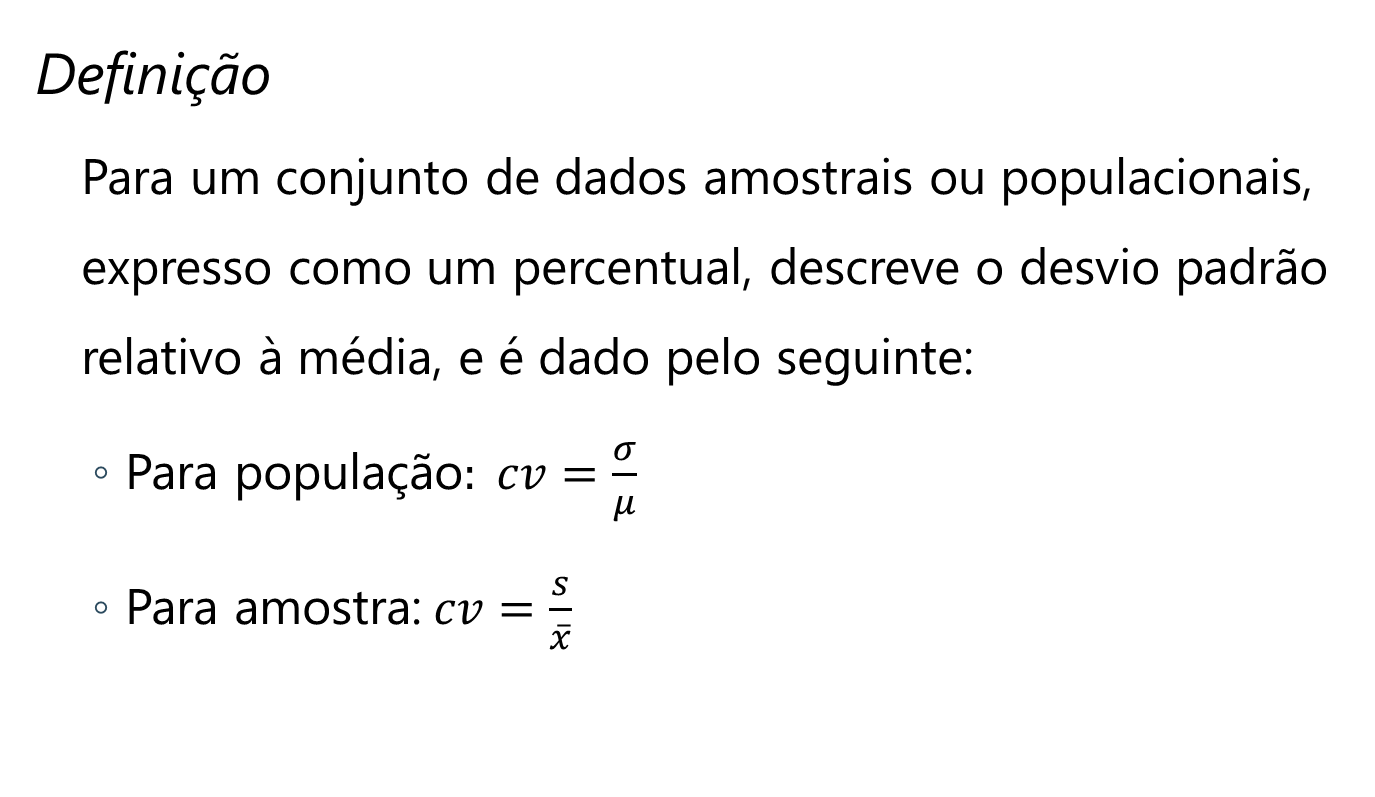 Definição
Para um conjunto de dados amostrais ou populacionais,
expresso como um percentual, descreve o desvio padrão
relativo à média, e é dado pelo seguinte:
◦ Para população: cv = σ/μ
◦ Para amostra: cv = s/x̄